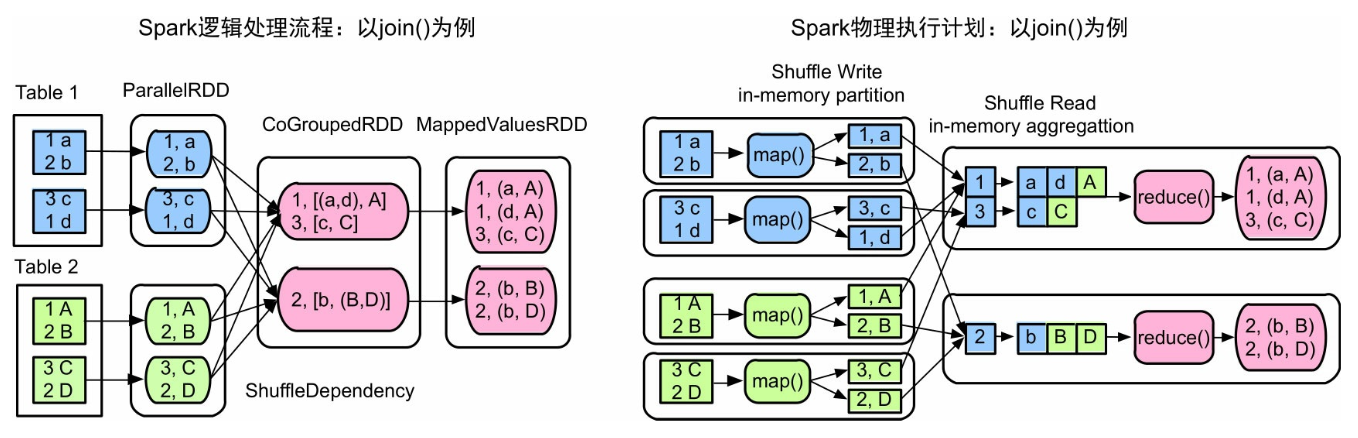 Spark逻辑处理流程：以join()为例
Table 1
ParallelRDD
CoGroupedRDD
MappedValuesRDD
1 a
2 b
3 c
1 d
1, a
2, b
3, c
1, d
Table 2
1 A
2 B
3 C
2 D
1, A
2, B
3, C
2, D
1, [(a,d), A]
3, [c, C]
2, [b, (B,D)]
1, (a, A)
1, (d, A)
3, (c, C)
2, (b, B)
2, (b, D)
ShuffleDependency
Spark物理执行计划：以join()为例
Shuffle Write
in-memory partition
Shuffle Read
in-memory aggregattion
1 a
2 b
map()
1, a
2, b
3 c
1 d
map()
3, c
1, d
1 A
2 B
map()
1, A
2, B
3 C
2 D
map()
3, C
2, D
1 a d A
3 c C
reduce()
1, (a, A)
1, (d, A)
3, (c, C)
2 b B D
reduce()
2, (b, B)
2, (b, D)